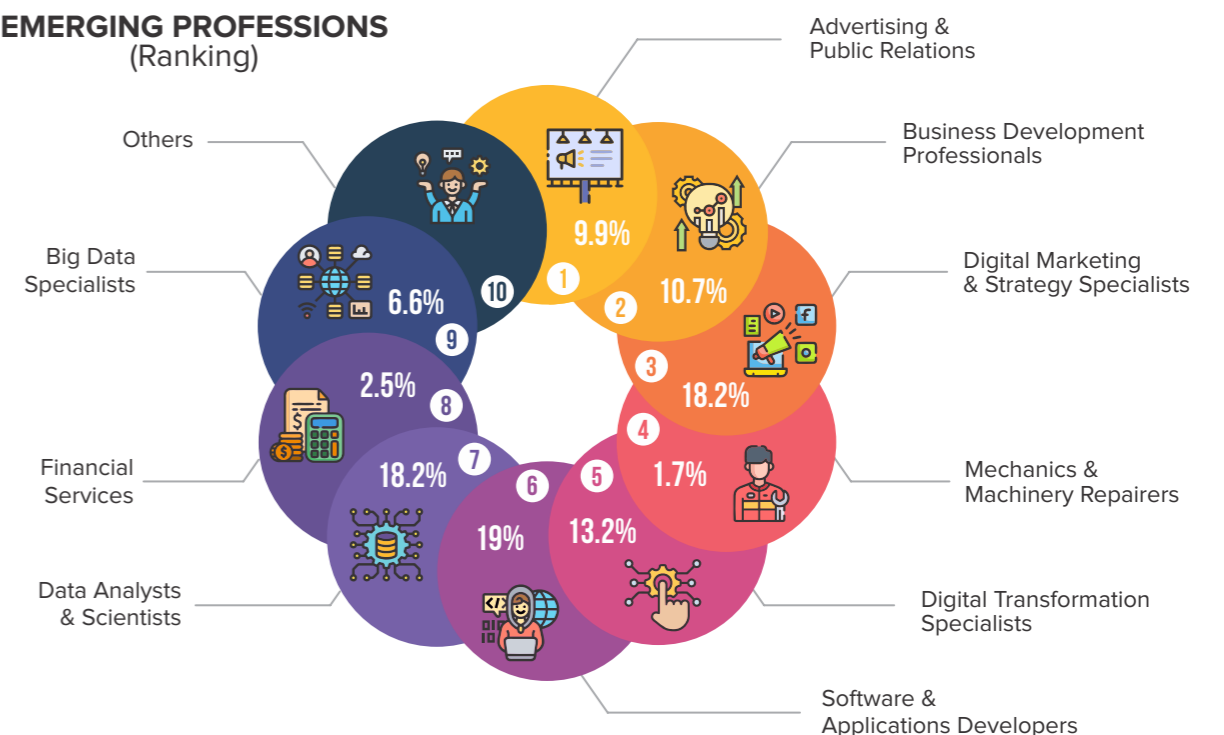 EMERGING PROFESSIONS
(Ranking)
Advertising &
Public Relations
9.9%
1
Business Development
Professionals
10.7%
2
Digital Marketing
& Strategy Specialists
18.2%
3
Mechanics &
Machinery Repairers
1.7%
4
Digital Transformation
Specialists
13.2%
5
Software &
Applications Developers
19%
6
Data Analysts
& Scientists
18.2%
7
Financial
Services
2.5%
8
Big Data
Specialists
6.6%
9
Others
10